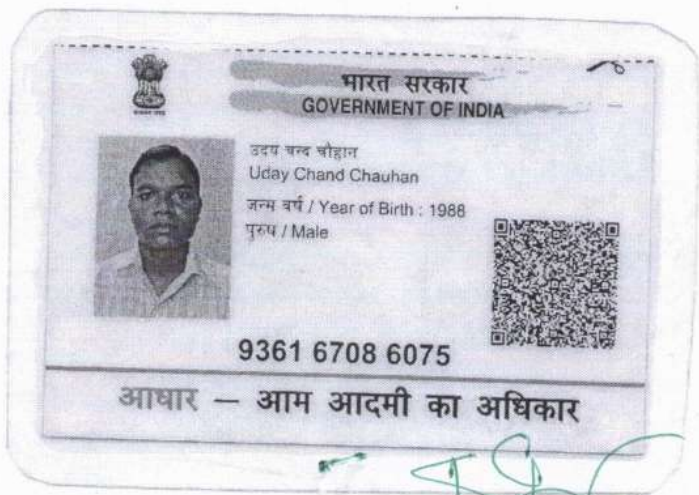 भारत सरकार
GOVERNMENT OF INDIA
उदय चन्द चौहान
Uday Chand Chauhan
जन्म वर्ष / Year of Birth : 1988
पुरुष / Male
9361 6708 6075
आधार — आम आदमी का अधिकार